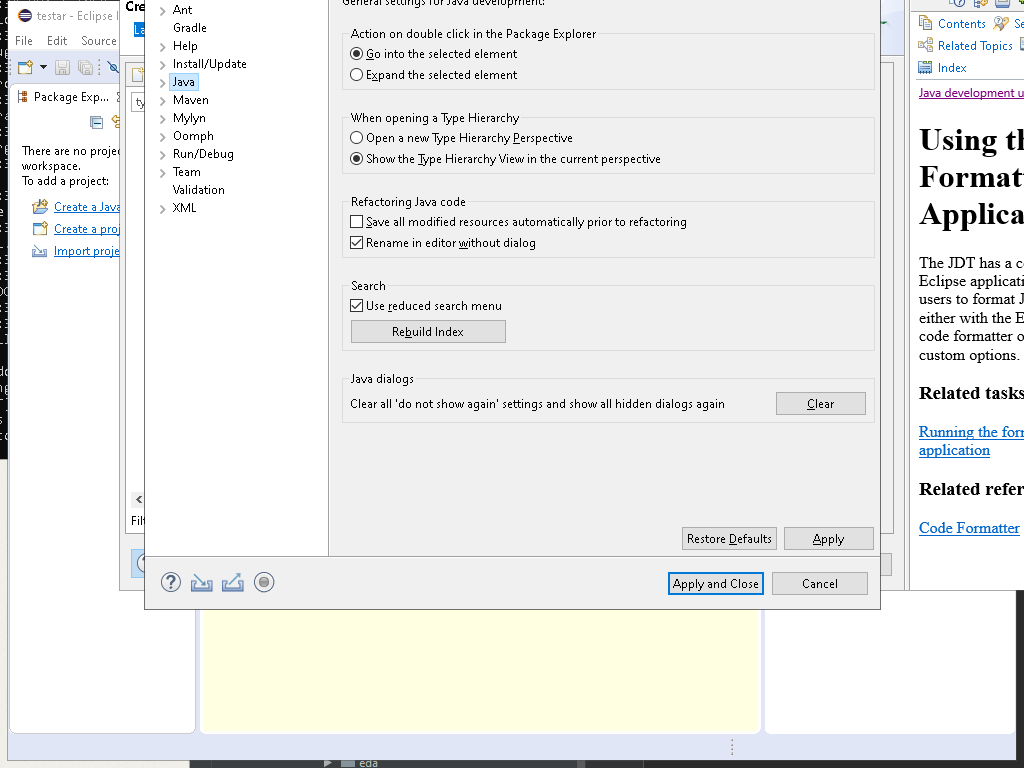 testar - Eclipse I
File Edit Source
Package Exp...
There are no proje
workspace.
To add a project:
Create a Java
Create a proj
Import proje
Cre
ty
Filt
Ant
Gradle
Help
Install/Update
Java
Maven
Mylyn
Oomph
Run/Debug
Team
Validation
XML
General settings for Java development:
Action on double click in the Package Explorer
Go into the selected element
Expand the selected element
When opening a Type Hierarchy
Open a new Type Hierarchy Perspective
Show the Type Hierarchy View in the current perspective
Refactoring Java code
Save all modified resources automatically prior to refactoring
Rename in editor without dialog
Search
Use reduced search menu
Rebuild Index
Java dialogs
Clear all 'do not show again' settings and show all hidden dialogs again
Clear
Restore Defaults
Apply
Apply and Close
Cancel
Contents
Se
Related Topics
Index
Java development u
Using th
Formatt
Applica
The JDT has a co
Eclipse applicati
users to format J
either with the E
code formatter o
custom options.
Related tasks
Running the form
application
Related refer
Code Formatter
eda